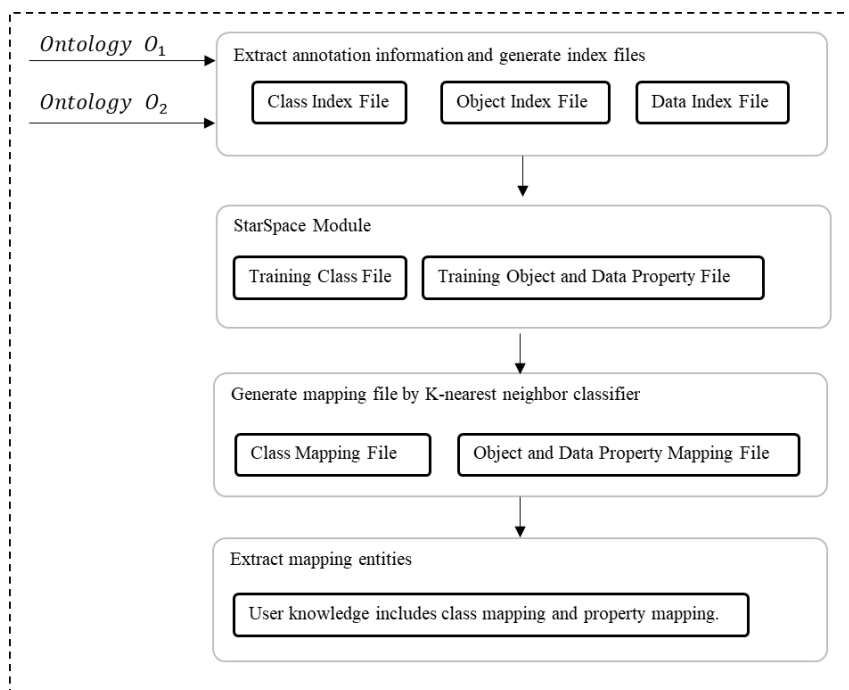 Ontology O₁
Extract annotation information and generate index files
Class Index File
Object Index File
Data Index File
Ontology O₂
StarSpace Module
Training Class File
Training Object and Data Property File
Generate mapping file by K-nearest neighbor classifier
Class Mapping File
Object and Data Property Mapping File
Extract mapping entities
User knowledge includes class mapping and property mapping.